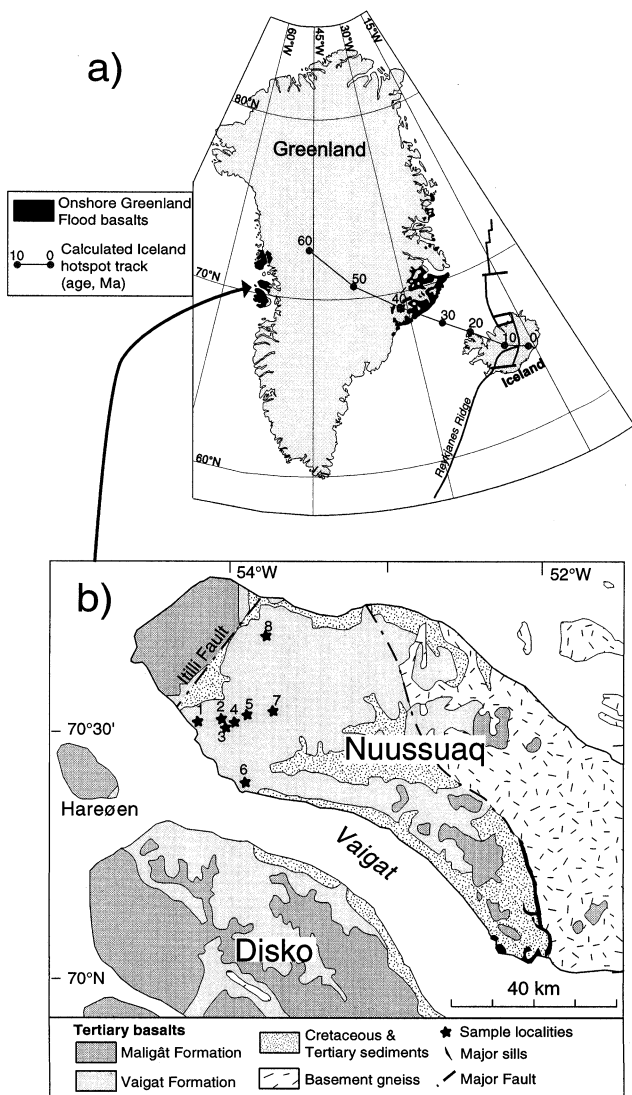 a)
60°W
45°W
30°W
15°W
80°N
Greenland
Onshore Greenland
Flood basalts
10 0 Calculated Iceland
hotspot track
(age, Ma)
70°N
60
50
40
30
20
10
0
Iceland
Reykjanes Ridge
60°N
b)
54°W
52°W
Itilli Fault
8
1
2
4
5
7
3
70°30'
Nuussuaq
6
Hareøen
Vaigat
Disko
70°N
40 km
Tertiary basalts
Maligât Formation
Vaigat Formation
Cretaceous &
Tertiary sediments
Basement gneiss
Sample localities
Major sills
Major Fault